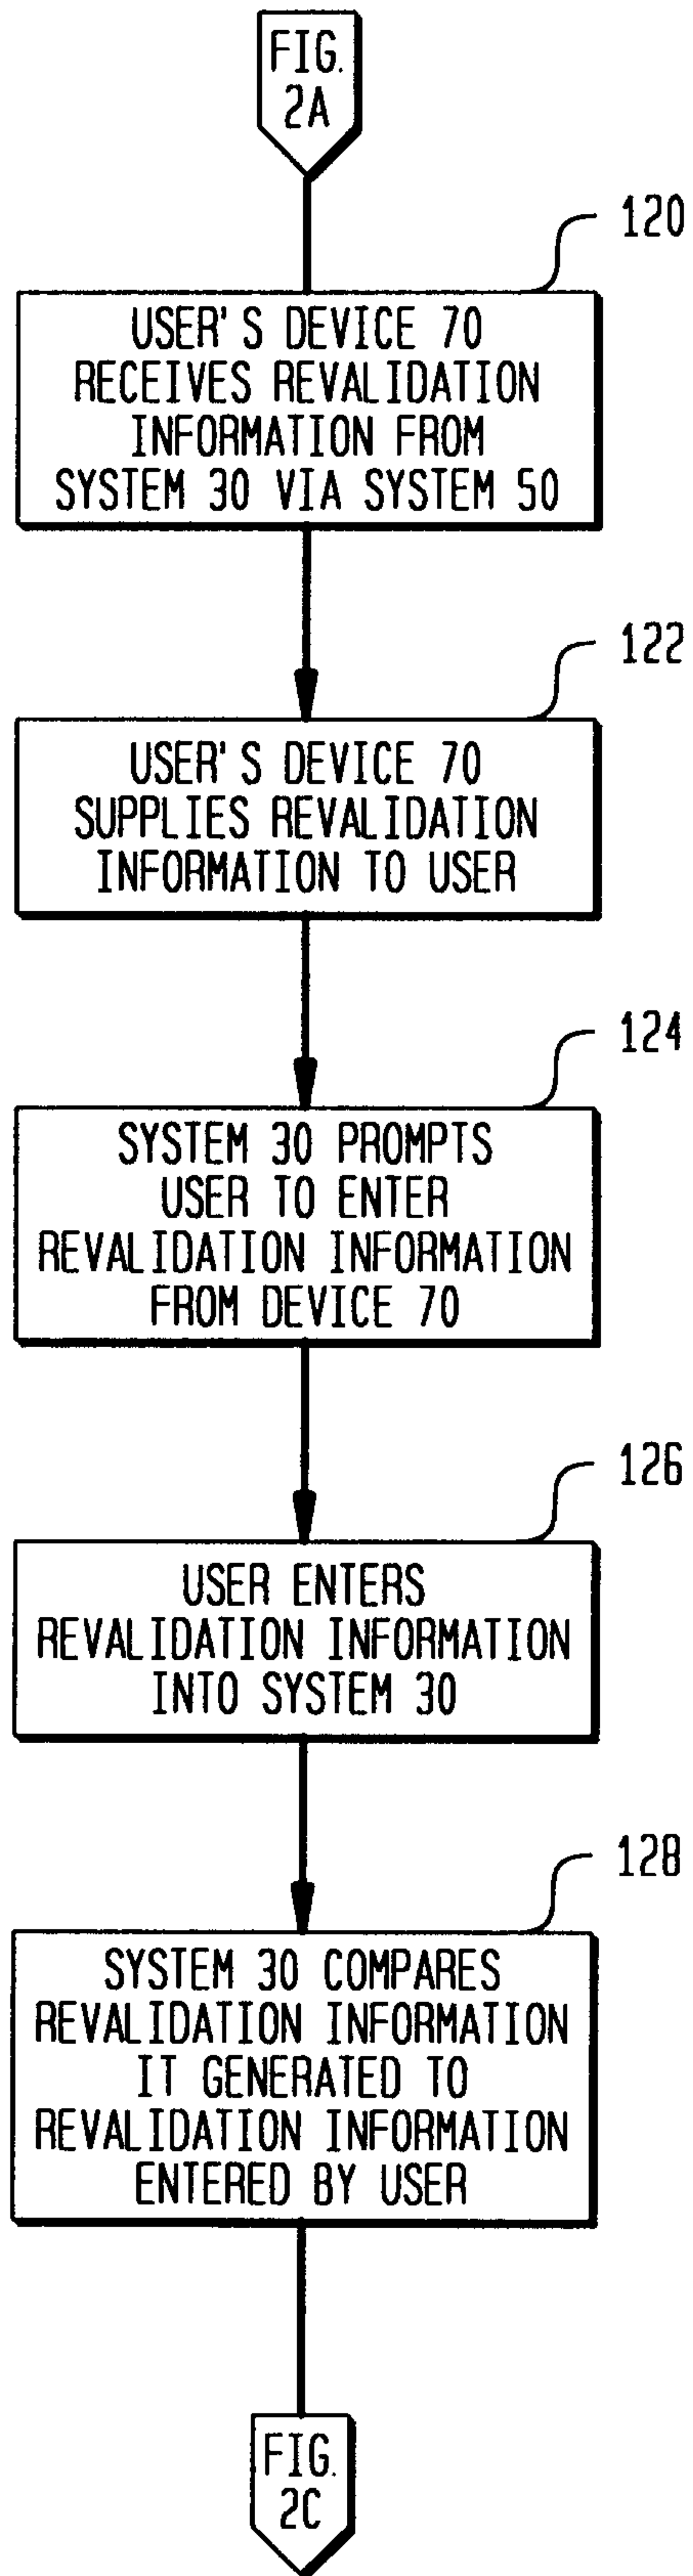 FIG.
2A
120
USER'S DEVICE 70
RECEIVES REVALIDATION
INFORMATION FROM
SYSTEM 30 VIA SYSTEM 50
122
USER'S DEVICE 70
SUPPLIES REVALIDATION
INFORMATION TO USER
124
SYSTEM 30 PROMPTS
USER TO ENTER
REVALIDATION INFORMATION
FROM DEVICE 70
126
USER ENTERS
REVALIDATION INFORMATION
INTO SYSTEM 30
128
SYSTEM 30 COMPARES
REVALIDATION INFORMATION
IT GENERATED TO
REVALIDATION INFORMATION
ENTERED BY USER
FIG.
2C